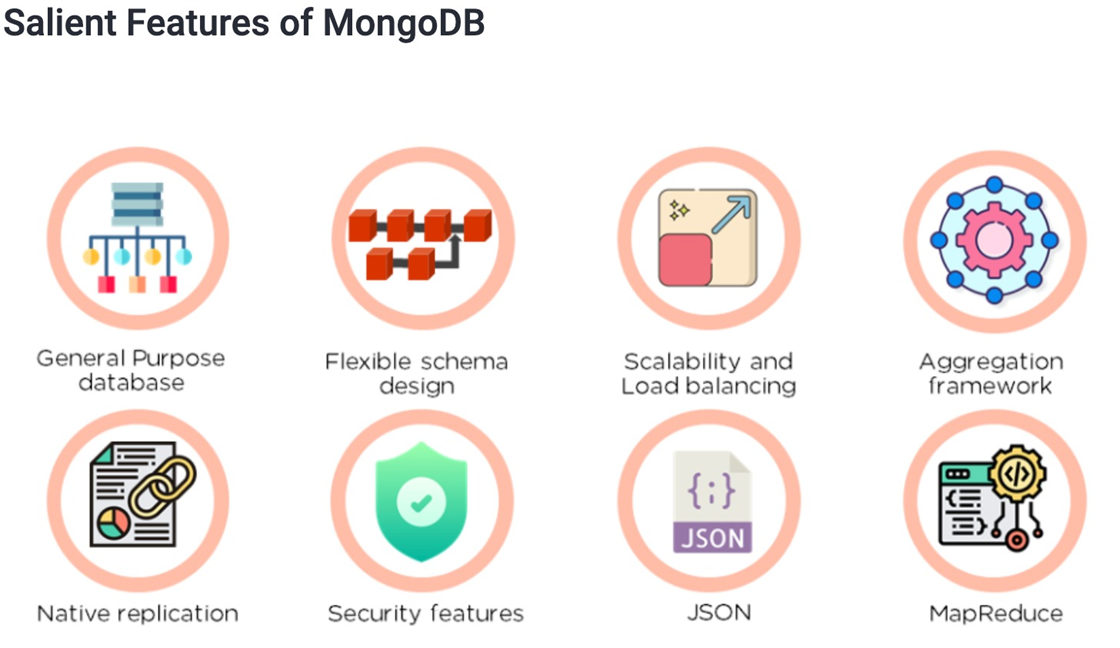 Salient Features of MongoDB
General Purpose
database
Flexible schema
design
Scalability and
Load balancing
Aggregation
framework
Native replication
Security features
{;}
JSON
JSON
MapReduce